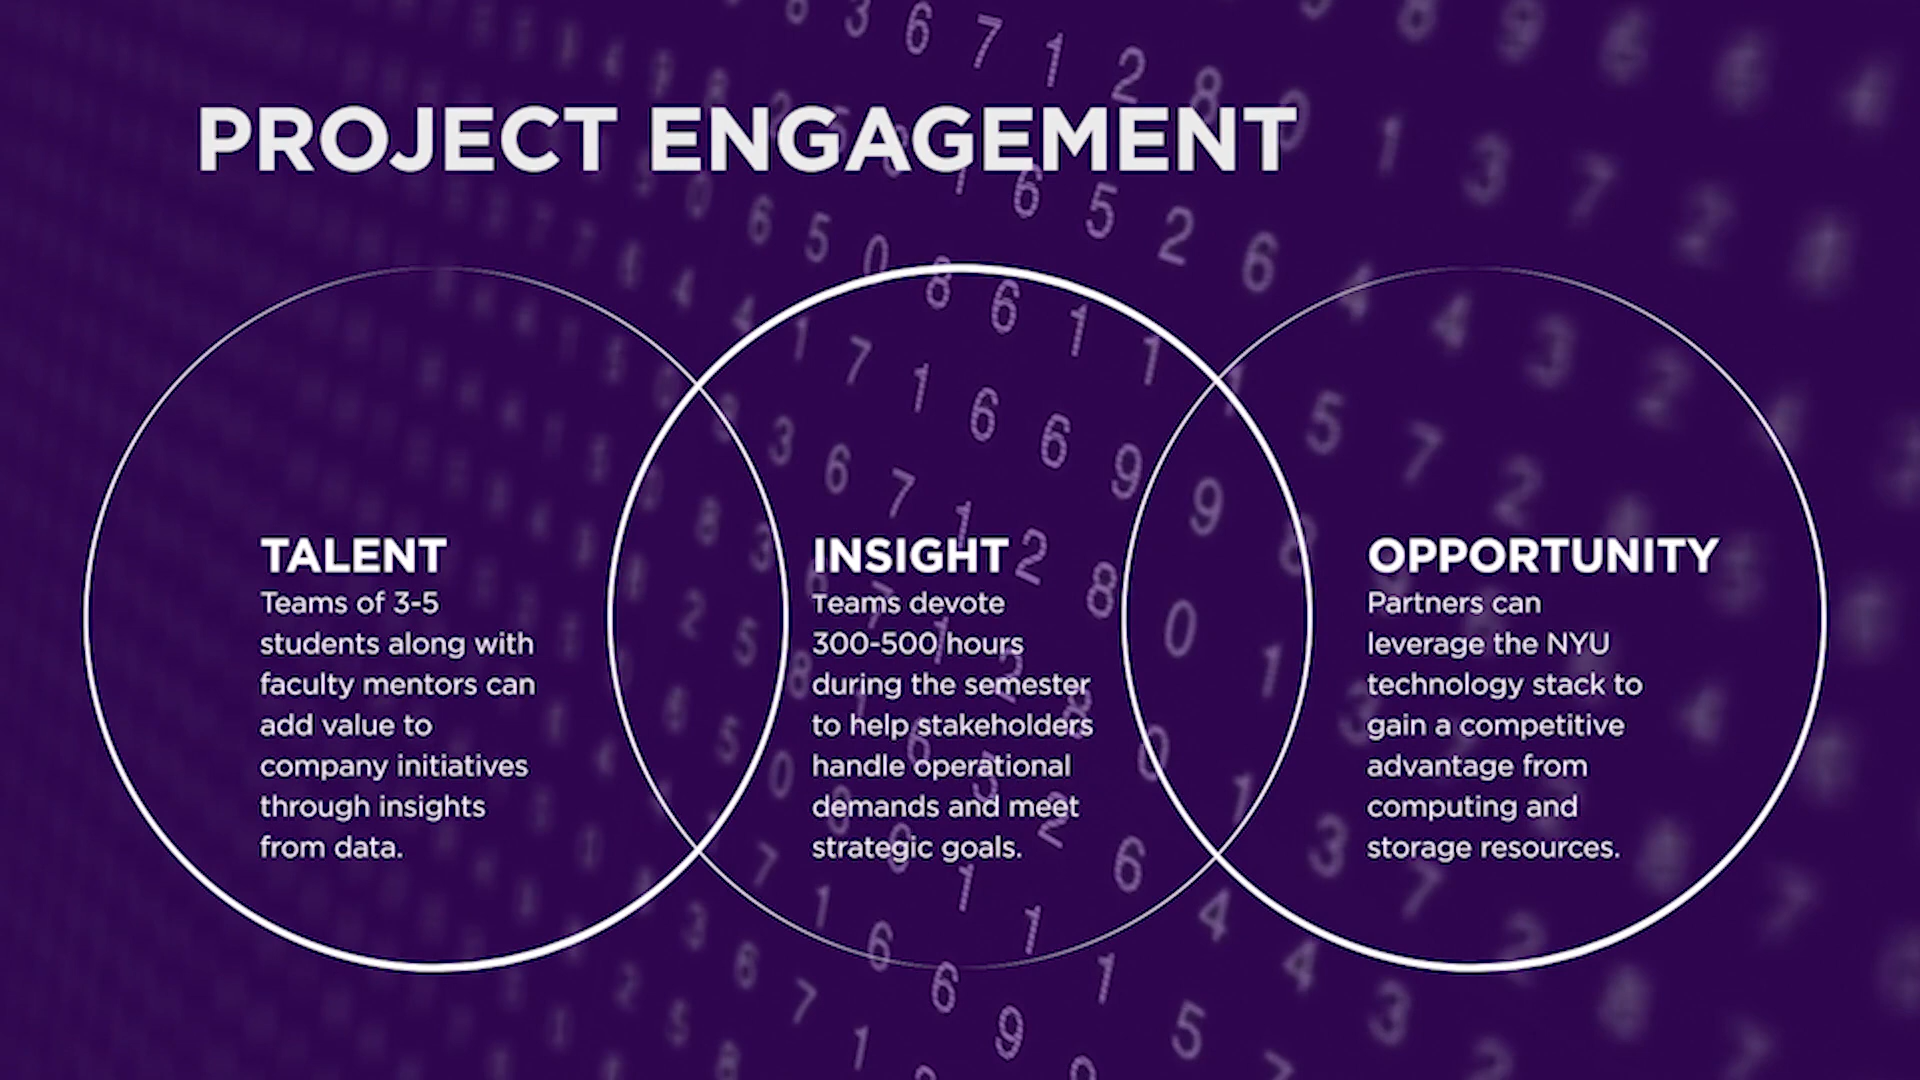 PROJECT ENGAGEMENT
TALENT
Teams of 3-5
students along with
faculty mentors can
add value to
company initiatives
through insights
from data.
INSIGHT
Teams devote
300-500 hours
during the semester
to help stakeholders
handle operational
demands and meet
strategic goals.
OPPORTUNITY
Partners can
leverage the NYU
technology stack to
gain a competitive
advantage from
computing and
storage resources.